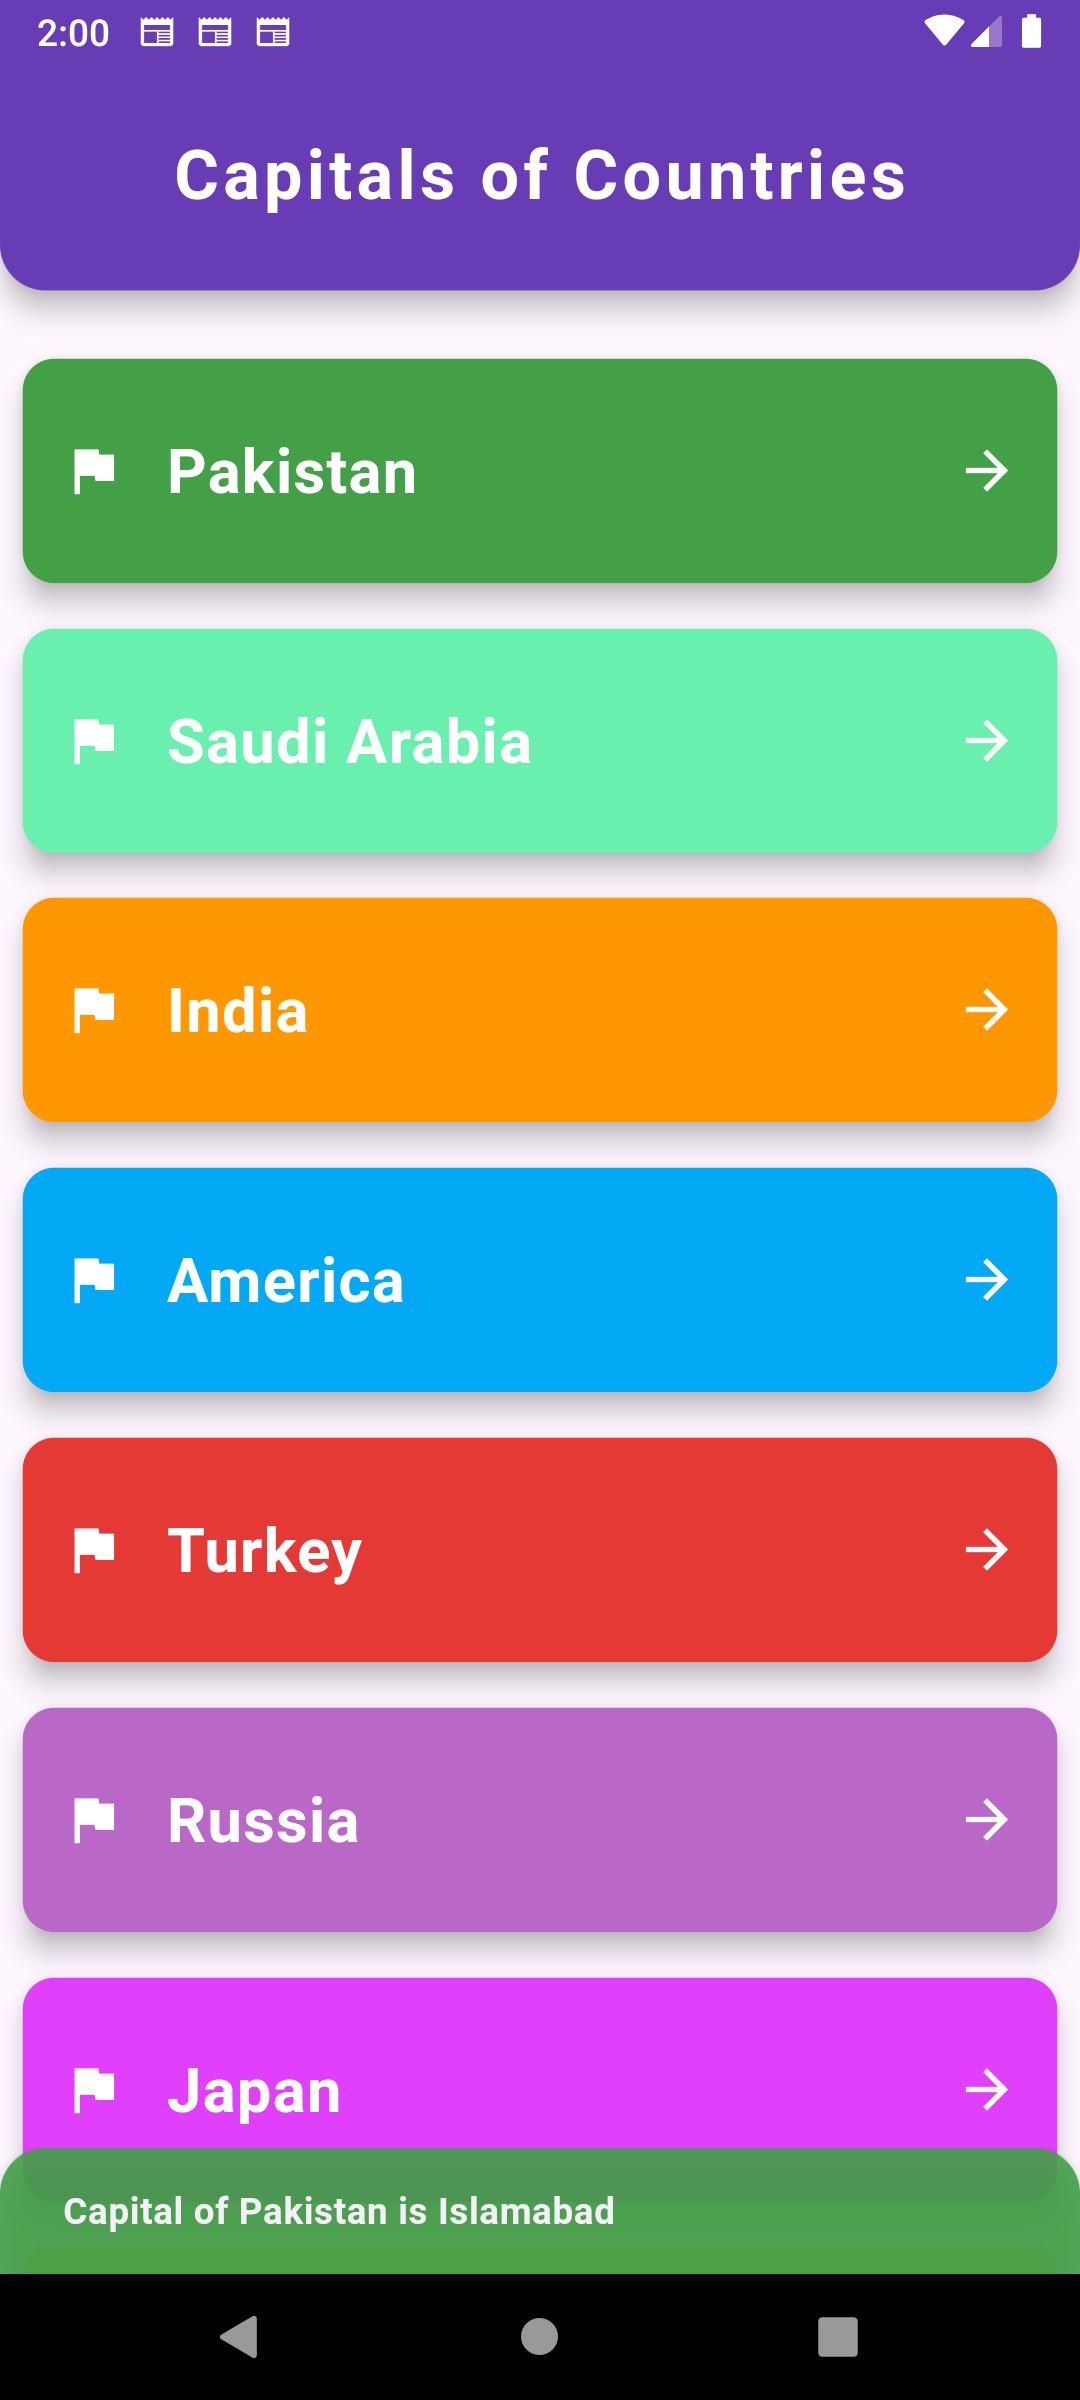 2:00
Capitals of Countries
Pakistan
Saudi Arabia
India
America
Turkey
Russia
Japan
Capital of Pakistan is Islamabad